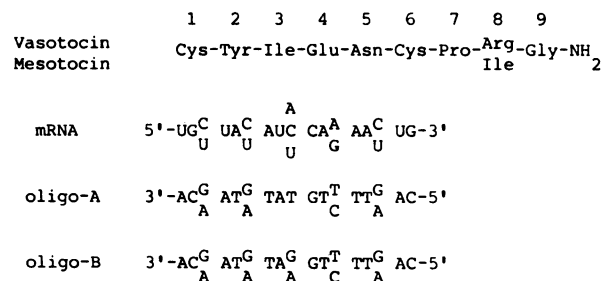 1 2 3 4 5 6 7 8 9
Vasotocin Arg
Cys-Tyr-Ile-Glu-Asn-Cys-Pro- -Gly-NH2
Mesotocin Ile
A
mRNA 5'-UGC UAC AUC CAA AAC UG-3'
U U U G U
oligo-A 3'-ACG ATG TAT GTT TTG AC-5'
A A C A
oligo-B 3'-ACG ATG TAG GTT TTG AC-5'
A A A C A